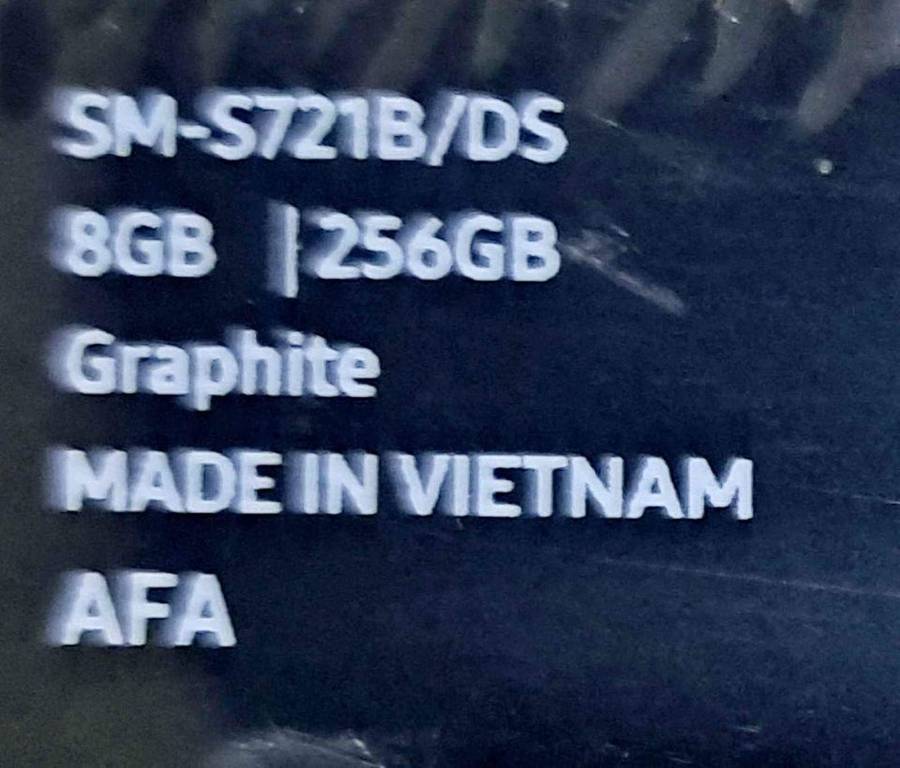 SM-S721B/DS
8GB | 256GB
Graphite
MADE IN VIETNAM
AFA